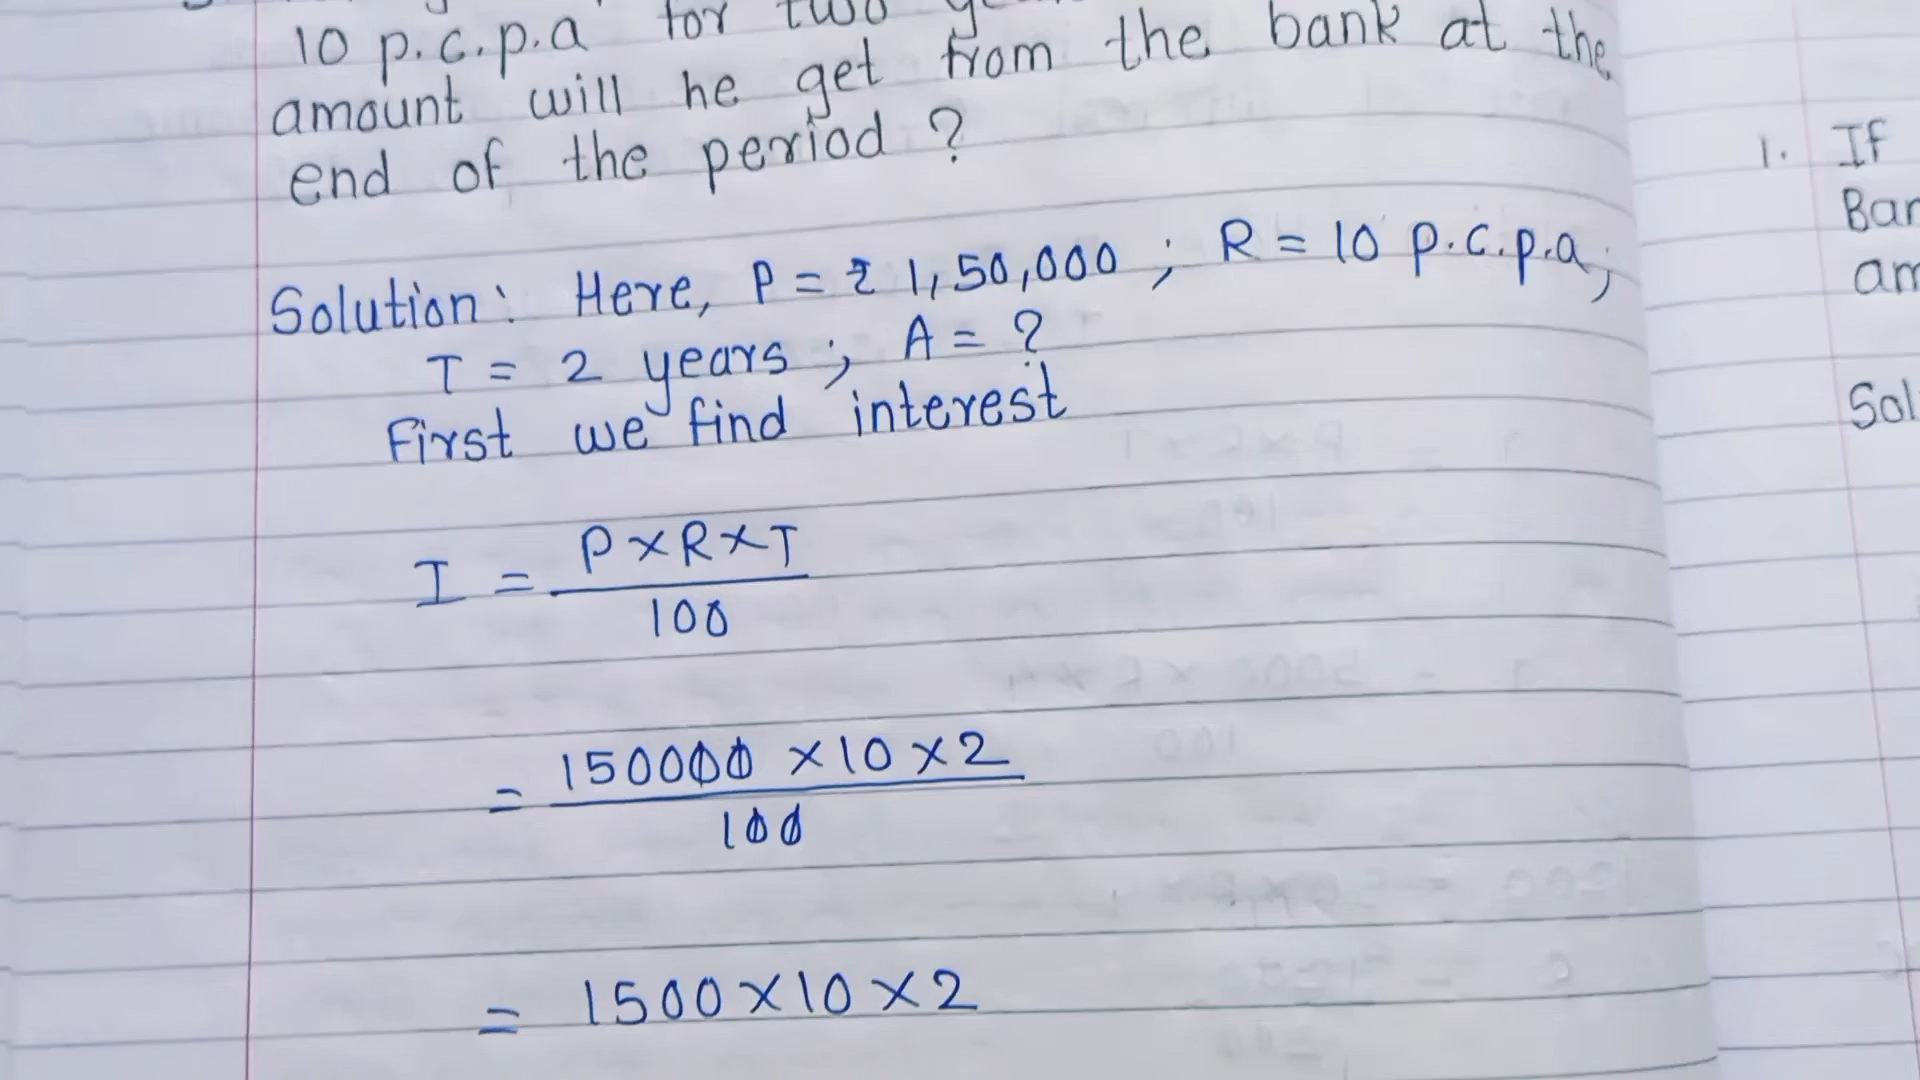 10 p.c.p.a for two
amount will he get from the bank at the
end of the period ?
Solution: Here, P = ₹ 1,50,000 ; R = 10 p.c.p.a;
T = 2 years ; A = ?
First we find interest
I = P×R×T
100
= 150000 ×10 ×2
100
= 1500×10×2
1. If
Ban
am
Sol